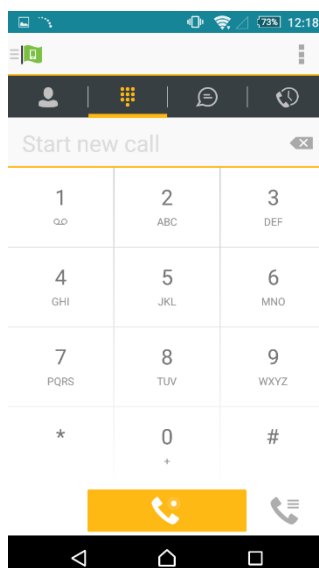 73% 12:18
Start new call
1 2 3
ABC DEF
4 5 6
GHI JKL MNO
7 8 9
PQRS TUV WXYZ
* 0 #
+